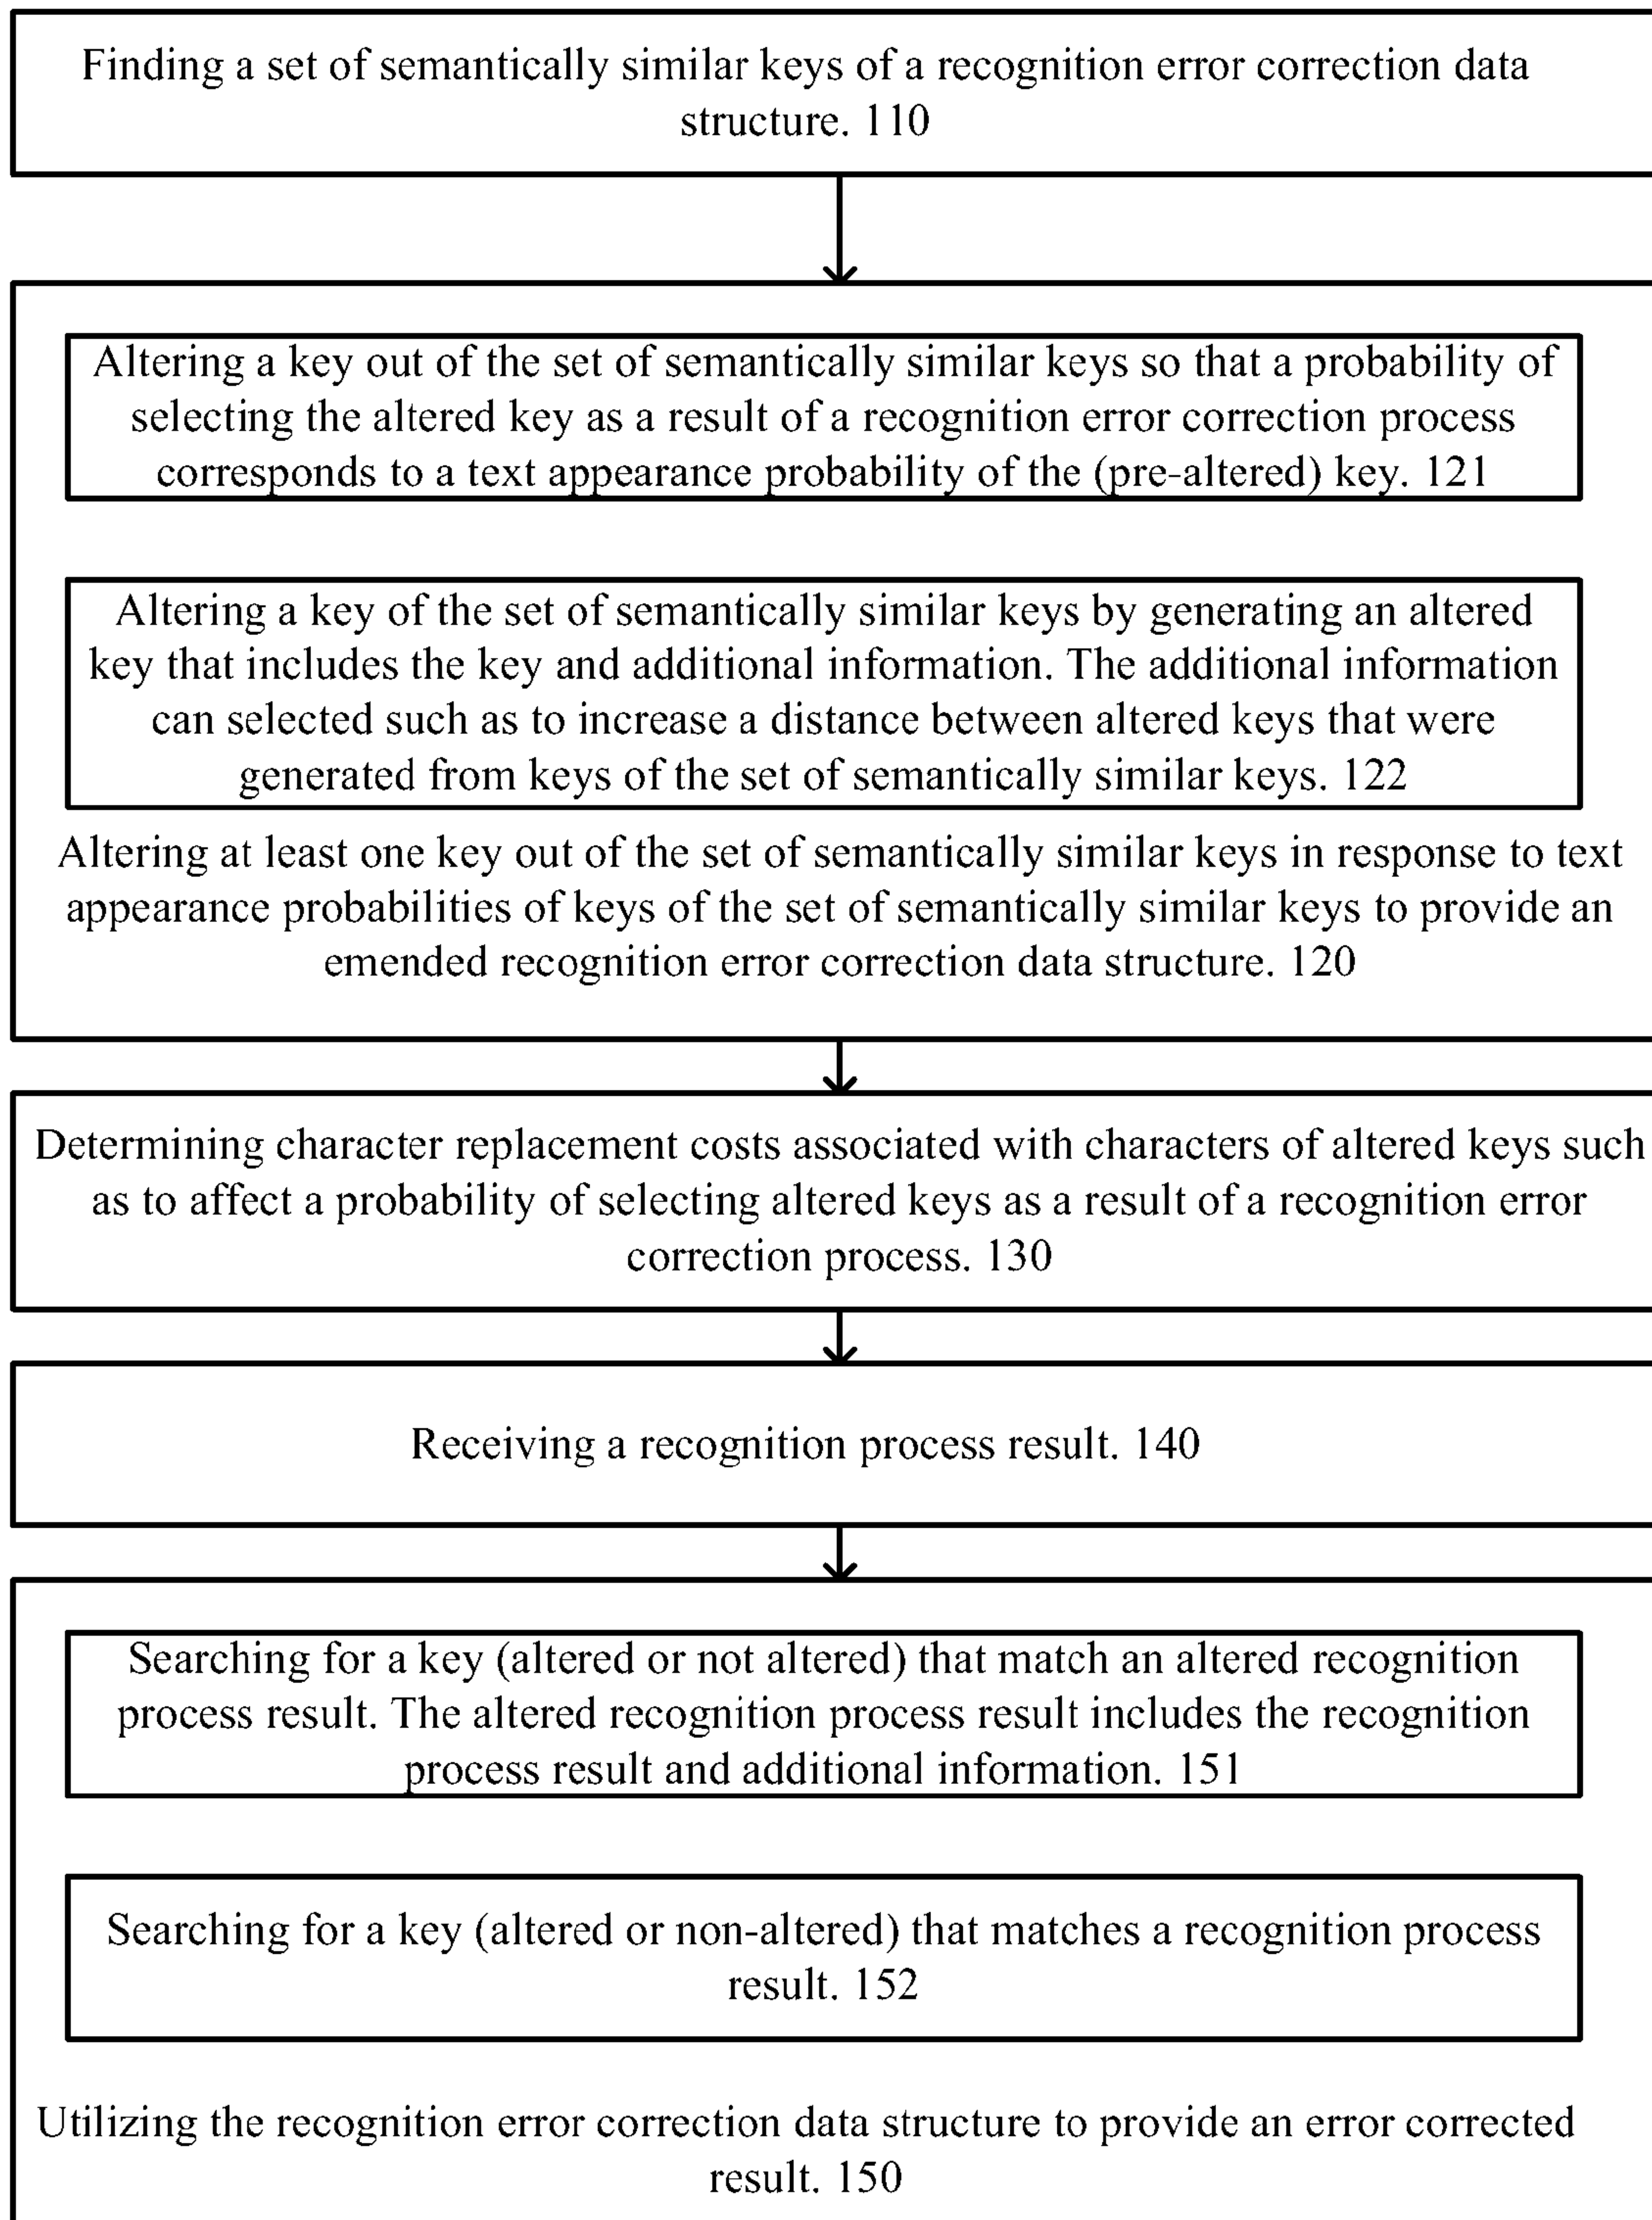 Finding a set of semantically similar keys of a recognition error correction data
structure. 110
Altering a key out of the set of semantically similar keys so that a probability of
selecting the altered key as a result of a recognition error correction process
corresponds to a text appearance probability of the (pre-altered) key. 121
Altering a key of the set of semantically similar keys by generating an altered
key that includes the key and additional information. The additional information
can selected such as to increase a distance between altered keys that were
generated from keys of the set of semantically similar keys. 122
Altering at least one key out of the set of semantically similar keys in response to text
appearance probabilities of keys of the set of semantically similar keys to provide an
emended recognition error correction data structure. 120
Determining character replacement costs associated with characters of altered keys such
as to affect a probability of selecting altered keys as a result of a recognition error
correction process. 130
Receiving a recognition process result. 140
Searching for a key (altered or not altered) that match an altered recognition
process result. The altered recognition process result includes the recognition
process result and additional information. 151
Searching for a key (altered or non-altered) that matches a recognition process
result. 152
Utilizing the recognition error correction data structure to provide an error corrected
result. 150